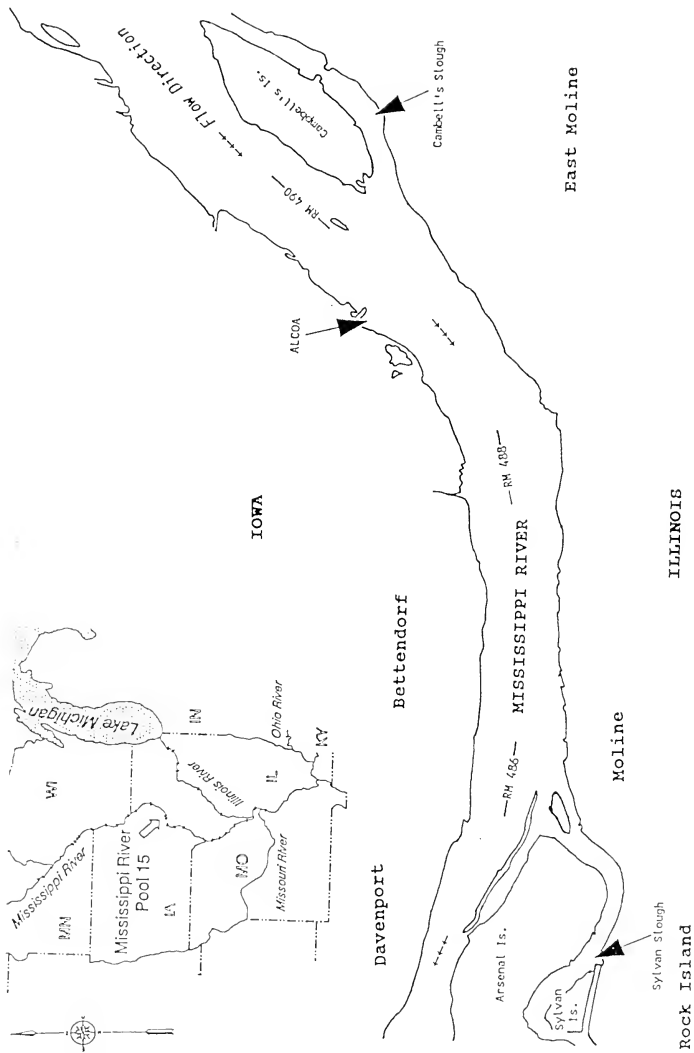 MN
WI
Mississippi River
Lake Michigan
Mississippi River
Pool 15
IA
Illinois River
IN
IL
MO
Ohio River
KY
Missouri River
IOWA
ALCOA
Flow Direction
Campbell's Is.
RM 490
Cambell's Slough
East Moline
Davenport
Bettendorf
RM 486
MISSISSIPPI RIVER
RM 488
Arsenal Is.
Sylvan
Is.
Sylvan Slough
Rock Island
Moline
ILLINOIS